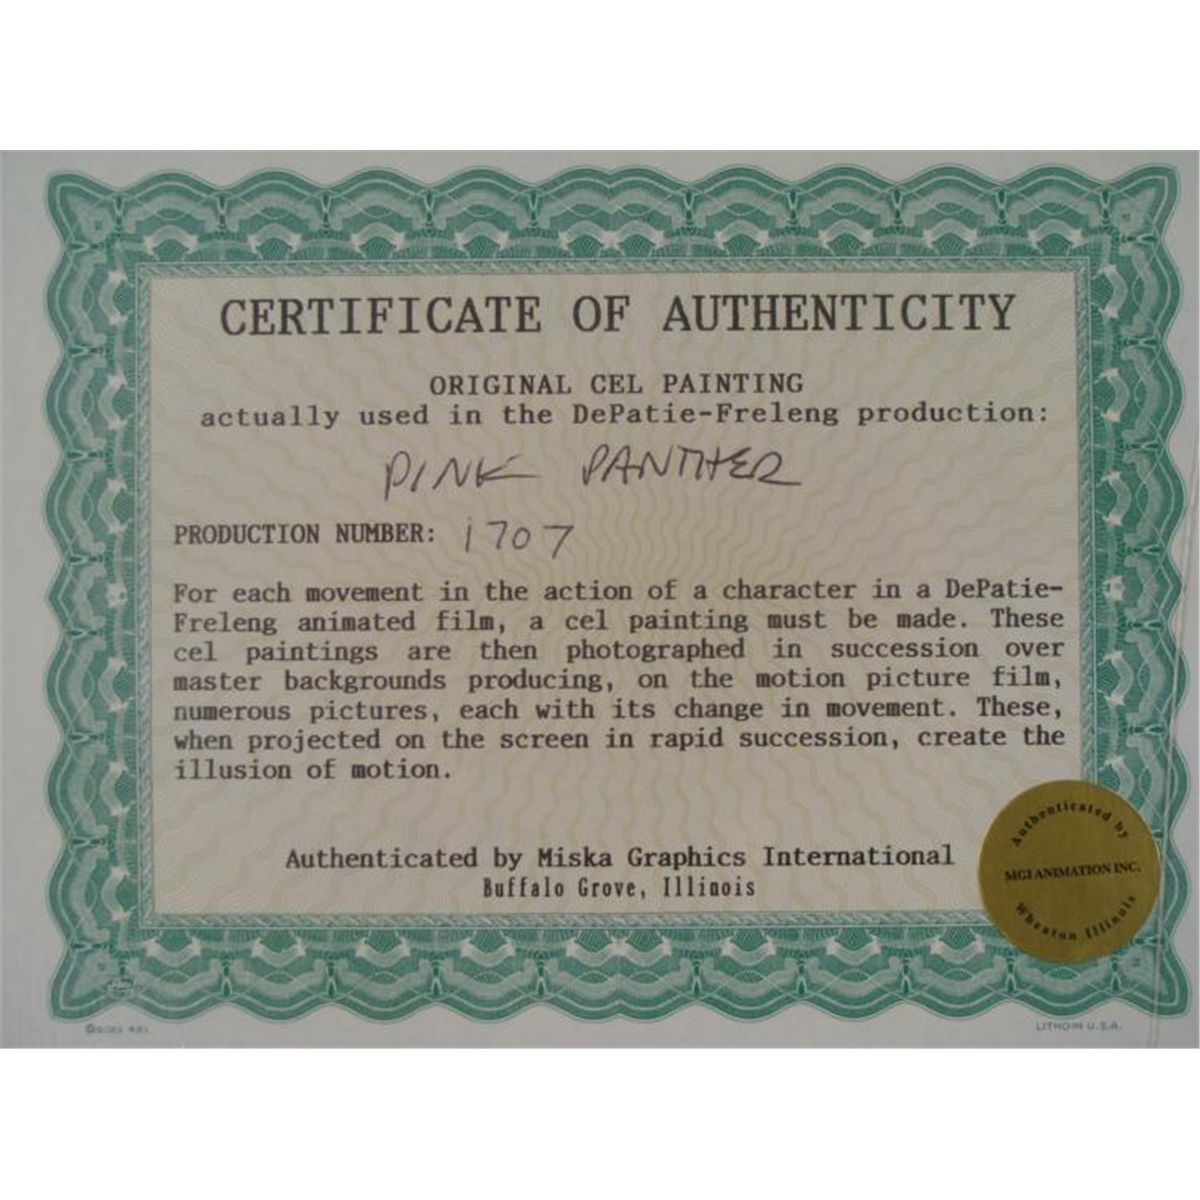 CERTIFICATE OF AUTHENTICITY
ORIGINAL CEL PAINTING
actually used in the DePatie-Freleng production:
PINK PANTHER
PRODUCTION NUMBER: 1707
For each movement in the action of a character in a DePatie-
Freleng animated film, a cel painting must be made. These
cel paintings are then photographed in succession over
master backgrounds producing, on the motion picture film,
numerous pictures, each with its change in movement. These,
when projected on the screen in rapid succession, create the
illusion of motion.
Authenticated by Miska Graphics International
Buffalo Grove, Illinois
Authenticated by
MGI ANIMATION INC.
Wheaton Illinois
LITHO IN U.S.A.